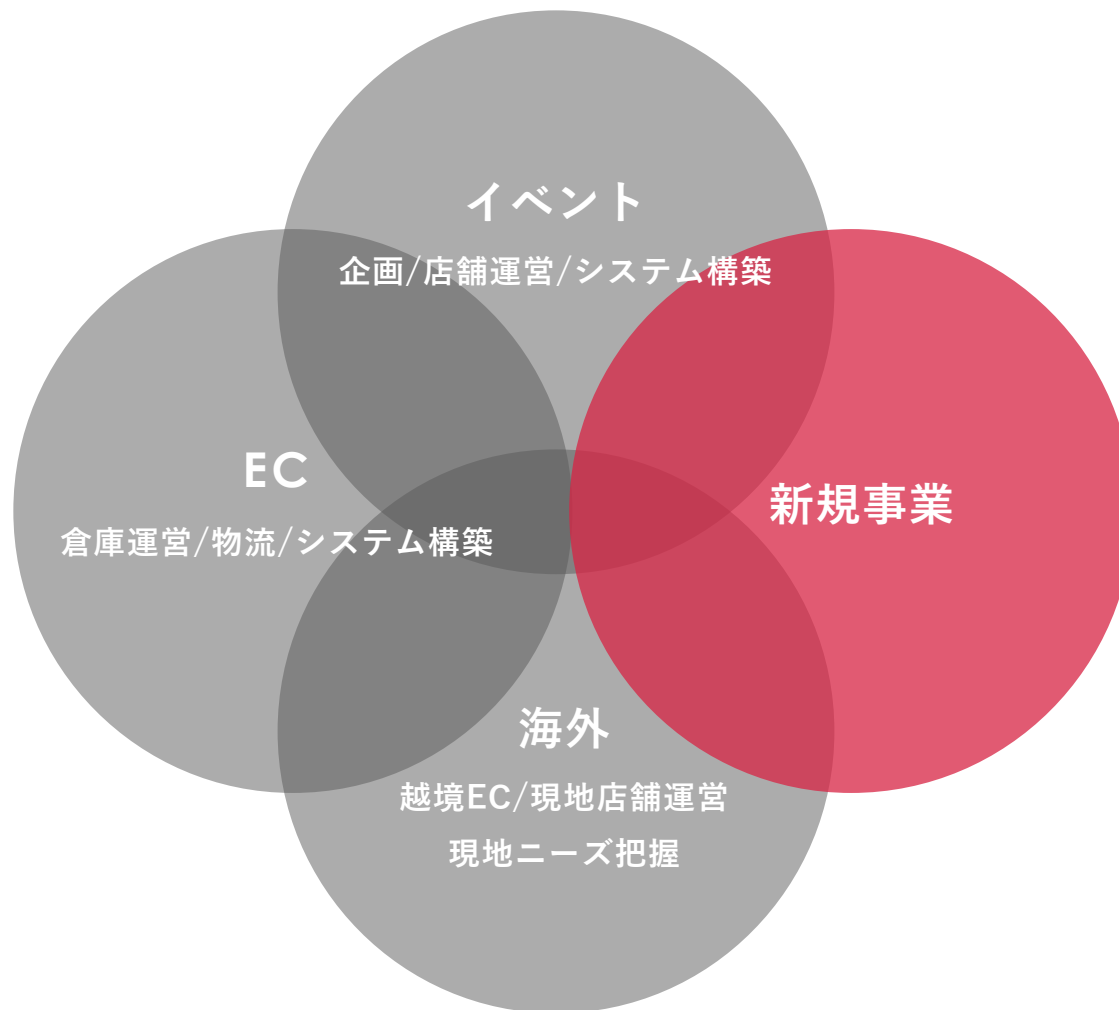 イベント
企画/店舗運営/システム構築
EC
倉庫運営/物流/システム構築
新規事業
海外
越境EC/現地店舗運営
現地ニーズ把握